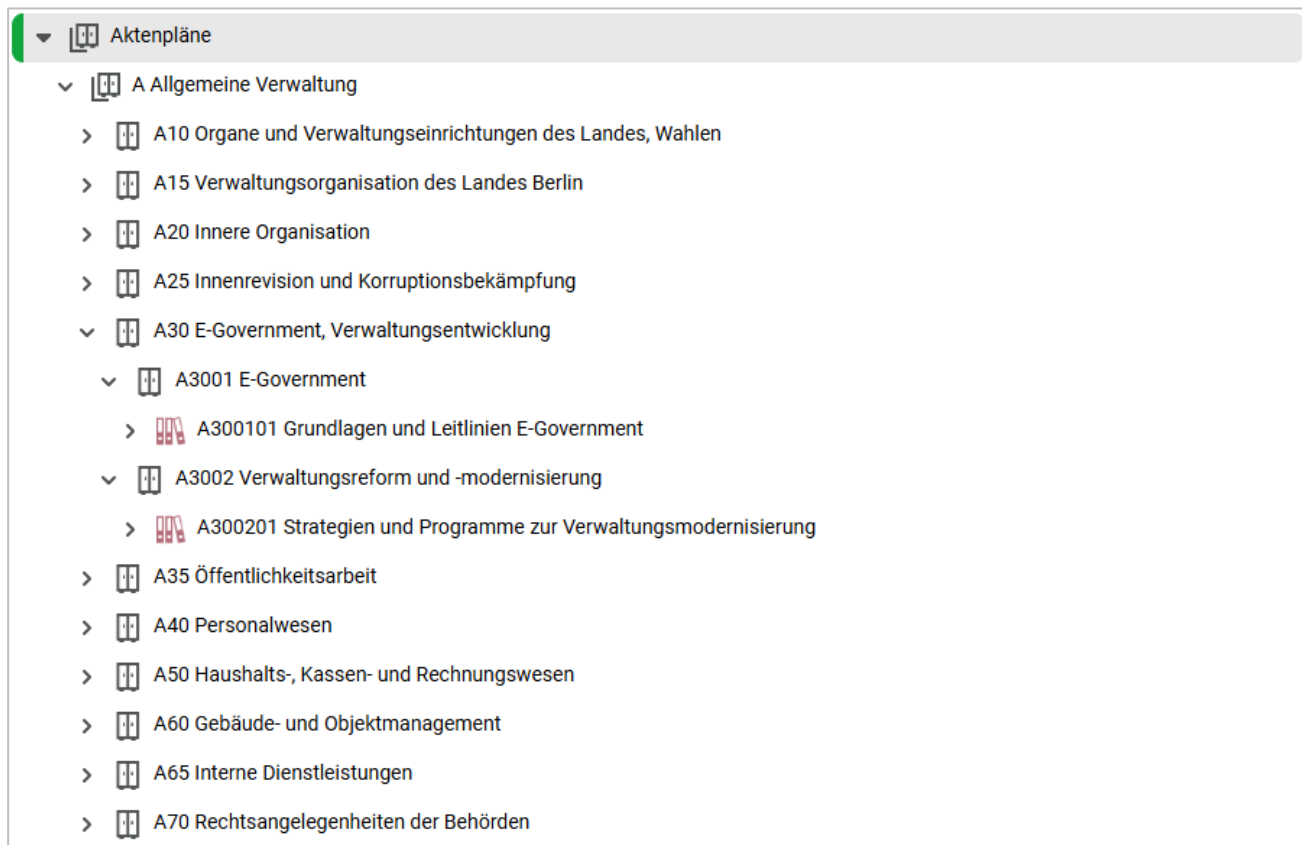 Aktenpläne
A Allgemeine Verwaltung
A10 Organe und Verwaltungseinrichtungen des Landes, Wahlen
A15 Verwaltungsorganisation des Landes Berlin
A20 Innere Organisation
A25 Innenrevision und Korruptionsbekämpfung
A30 E-Government, Verwaltungsentwicklung
A3001 E-Government
A300101 Grundlagen und Leitlinien E-Government
A3002 Verwaltungsreform und -modernisierung
A300201 Strategien und Programme zur Verwaltungsmodernisierung
A35 Öffentlichkeitsarbeit
A40 Personalwesen
A50 Haushalts-, Kassen- und Rechnungswesen
A60 Gebäude- und Objektmanagement
A65 Interne Dienstleistungen
A70 Rechtsangelegenheiten der Behörden